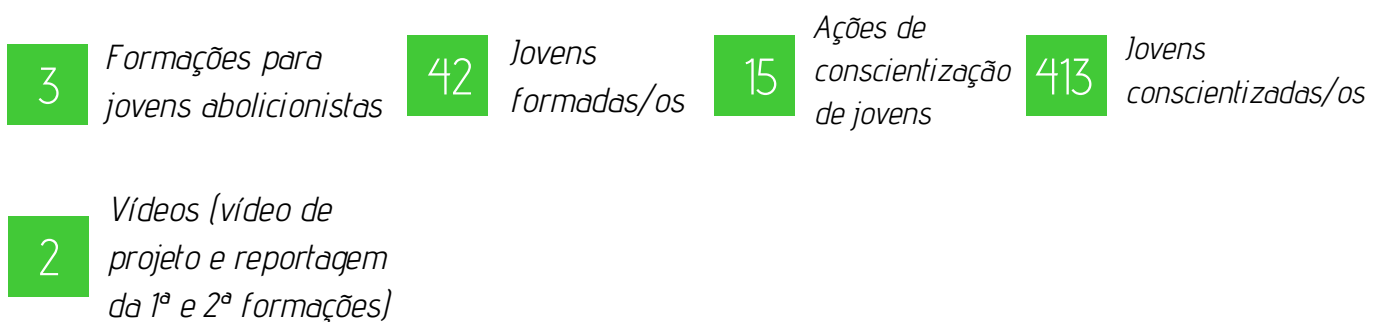 3
Formações para
jovens abolicionistas
42
Jovens
formadas/os
15
Ações de
conscientização
de jovens
413
Jovens
conscientizadas/os
2
Vídeos (vídeo de
projeto e reportagem
da 1ª e 2ª formações)